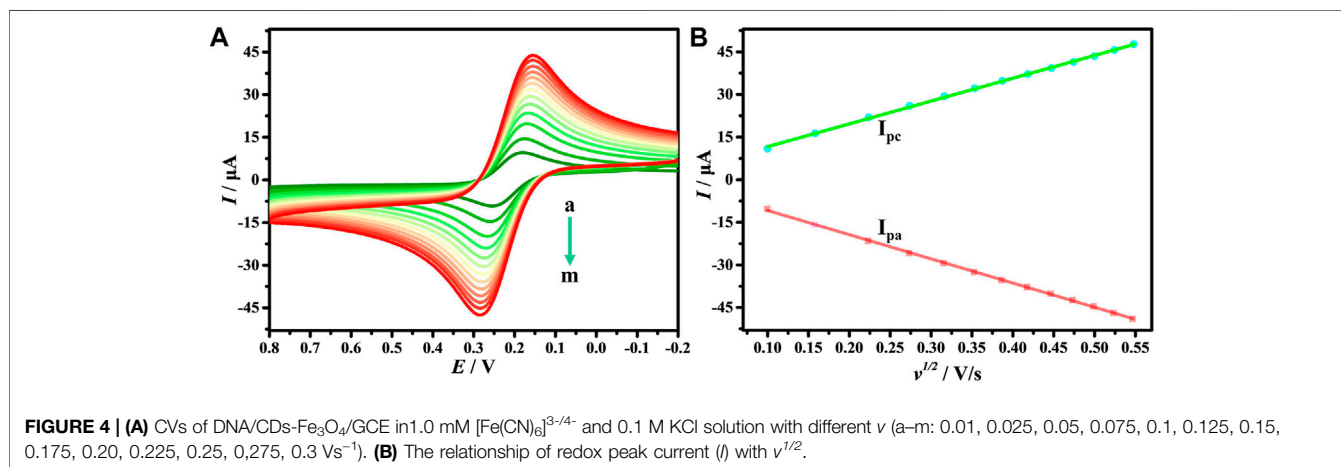 A
45
30
15
0
-15
-30
-45
I / μA
a
m
0.8 0.7 0.6 0.5 0.4 0.3 0.2 0.1 0.0 -0.1 -0.2
E / V
B
45
30
15
0
-15
-30
-45
I / μA
Ipc
Ipa
0.10 0.15 0.20 0.25 0.30 0.35 0.40 0.45 0.50 0.55
v^1/2 / V/s
FIGURE 4 | (A) CVs of DNA/CDs-Fe3O4/GCE in1.0 mM [Fe(CN)6]3-/4- and 0.1 M KCl solution with different v (a–m: 0.01, 0.025, 0.05, 0.075, 0.1, 0.125, 0.15,
0.175, 0.20, 0.225, 0.25, 0,275, 0.3 Vs−1). (B) The relationship of redox peak current (I) with v1/2.